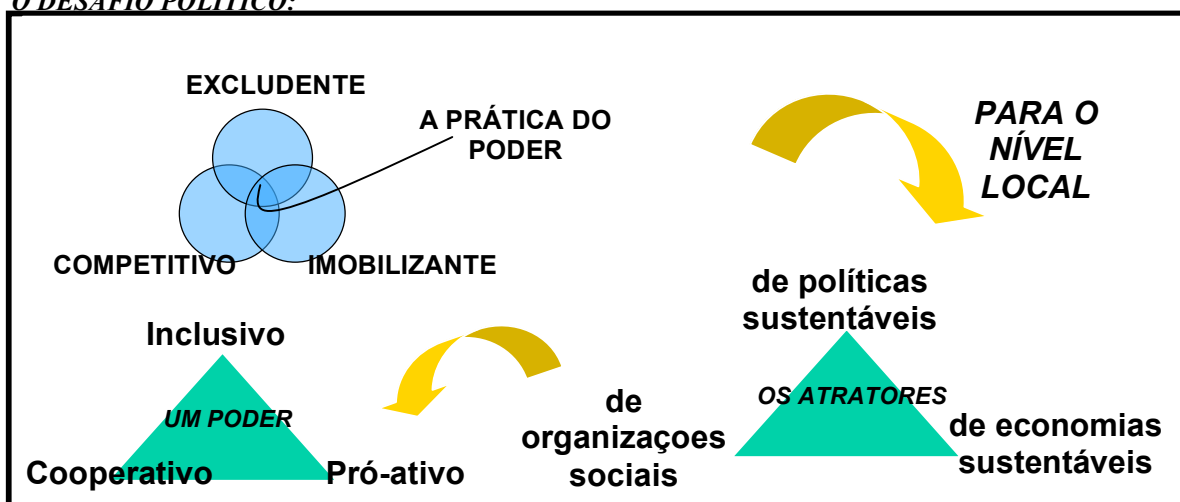 O DESAFIO POLÍTICO:
EXCLUDENTE
A PRÁTICA DO
PODER
COMPETITIVO
IMOBILIZANTE
PARA O
NÍVEL
LOCAL
Inclusivo
UM PODER
Cooperativo
Pró-ativo
de políticas
sustentáveis
OS ATRATORES
de
organizaçoes
sociais
de economias
sustentáveis